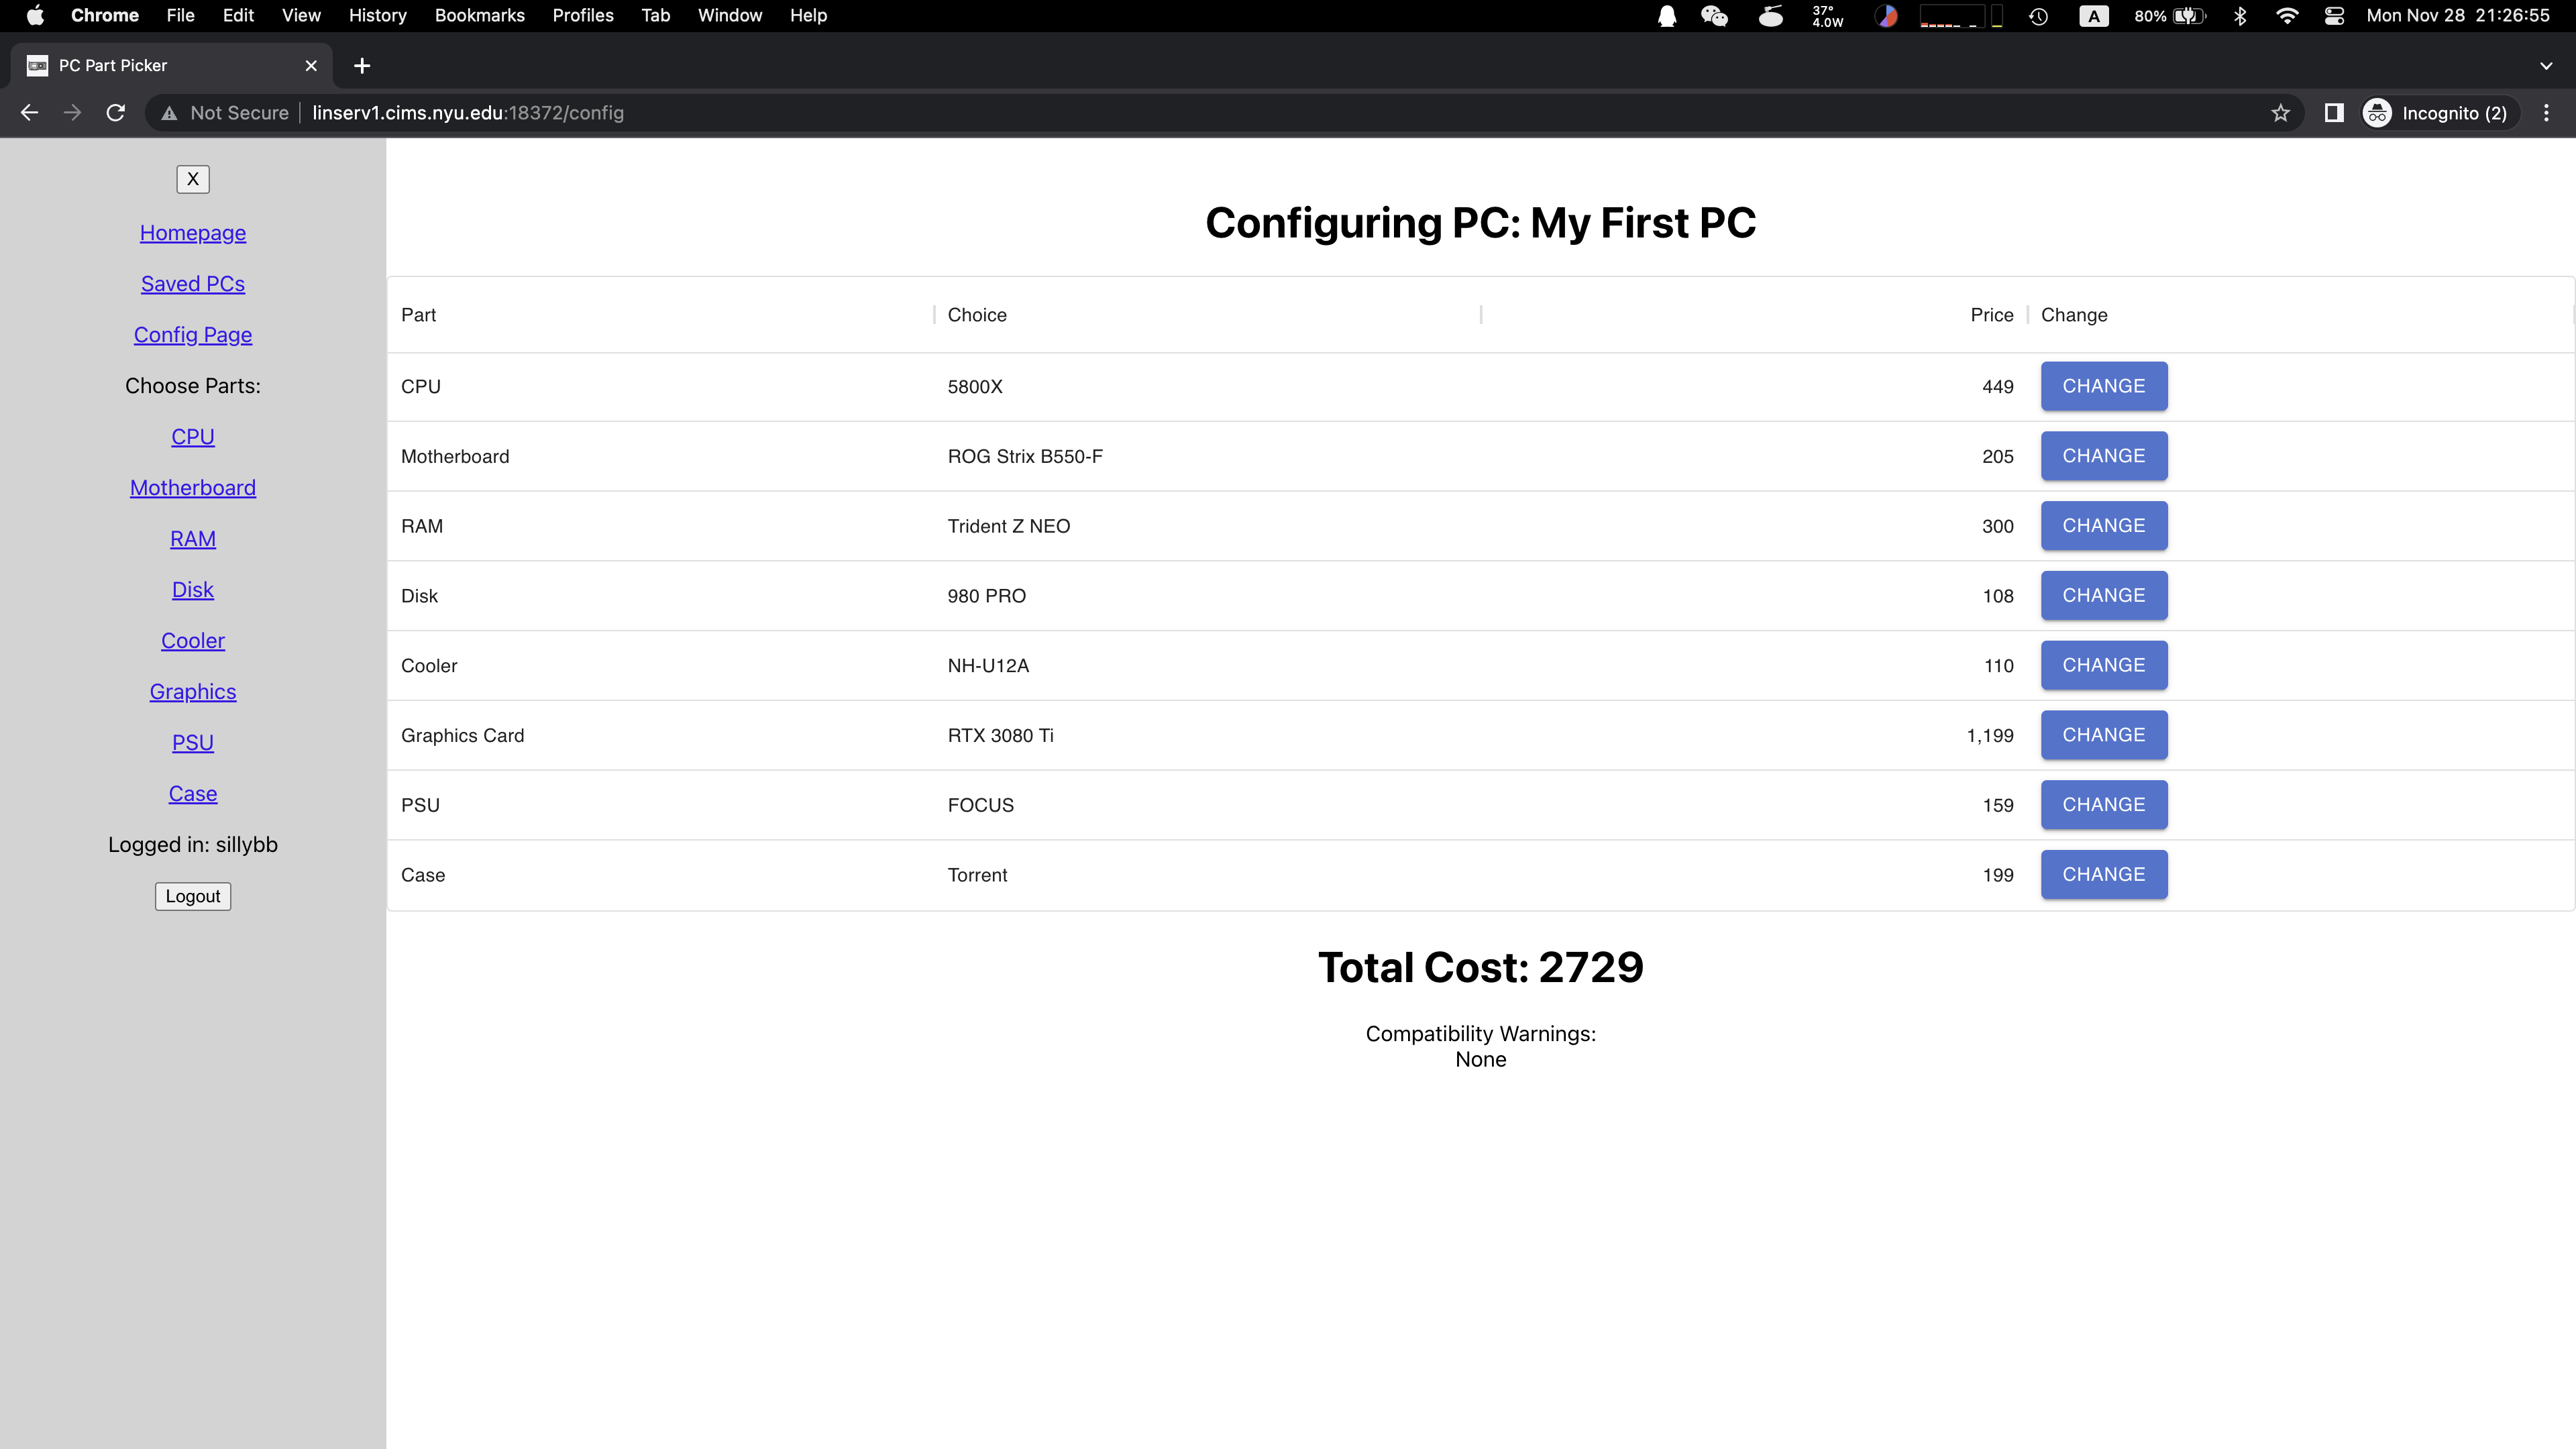 Chrome File Edit View History Bookmarks Profiles Tab Window Help 37° 4.0W A 80% Mon Nov 28 21:26:55
PC Part Picker
Not Secure linserv1.cims.nyu.edu:18372/config Incognito (2)
X
Homepage
Saved PCs
Config Page
Choose Parts:
CPU
Motherboard
RAM
Disk
Cooler
Graphics
PSU
Case
Logged in: sillybb
Logout
Configuring PC: My First PC
Part Choice Price Change
CPU 5800X 449 CHANGE
Motherboard ROG Strix B550-F 205 CHANGE
RAM Trident Z NEO 300 CHANGE
Disk 980 PRO 108 CHANGE
Cooler NH-U12A 110 CHANGE
Graphics Card RTX 3080 Ti 1,199 CHANGE
PSU FOCUS 159 CHANGE
Case Torrent 199 CHANGE
Total Cost: 2729
Compatibility Warnings:
None